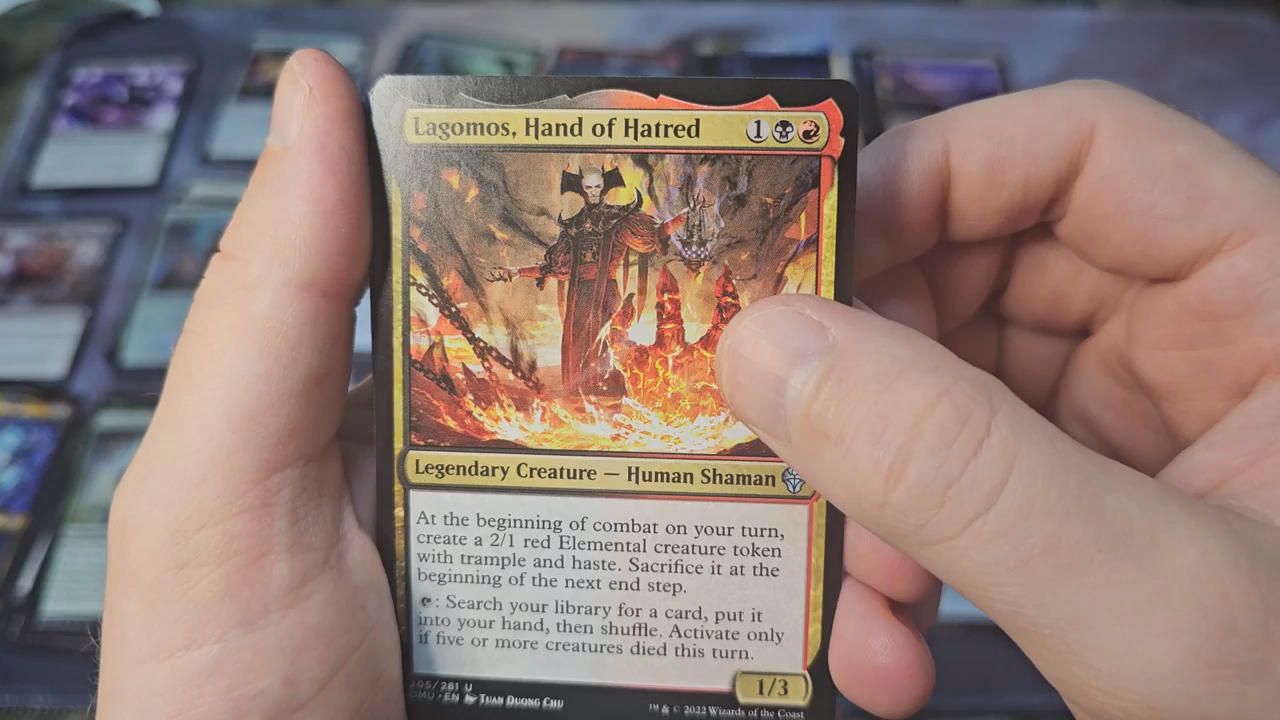 Lagomos, Hand of Hatred 1
Legendary Creature — Human Shaman
At the beginning of combat on your turn,
create a 2/1 red Elemental creature token
with trample and haste. Sacrifice it at the
beginning of the next end step.
: Search your library for a card, put it
into your hand, then shuffle. Activate only
if five or more creatures died this turn.
1/3
205/281 U
DMU • EN Tuan Duong Chu
™ & © 2022 Wizards of the Coast